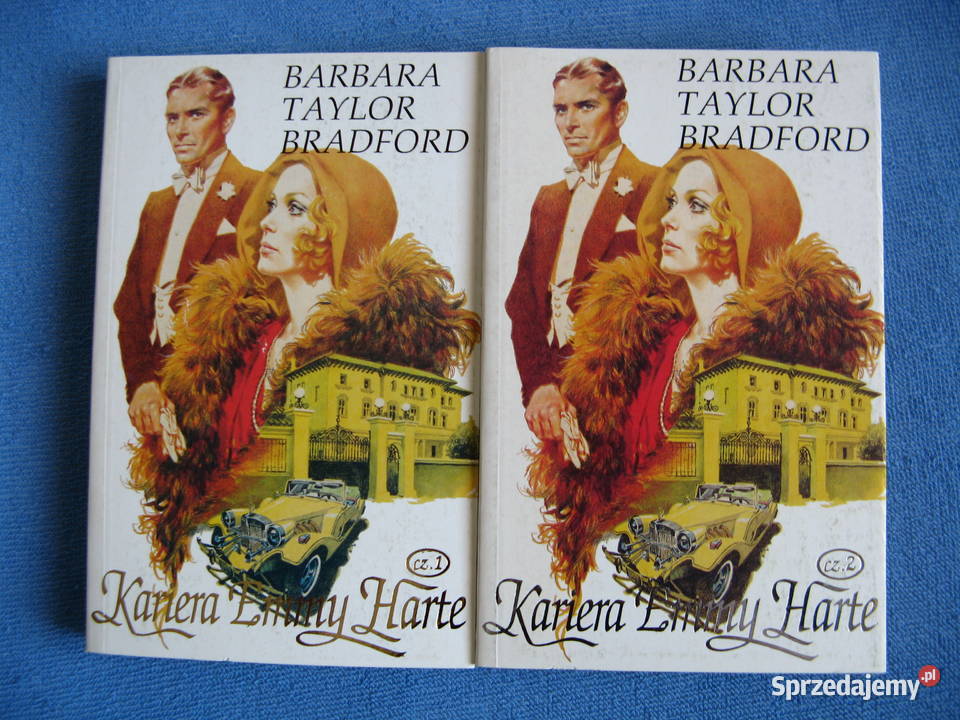 BARBARA
TAYLOR
BRADFORD
cz.1
Kariera Emmy Harte
BARBARA
TAYLOR
BRADFORD
cz.2
Kariera Emmy Harte
Sprzedajemy.pl